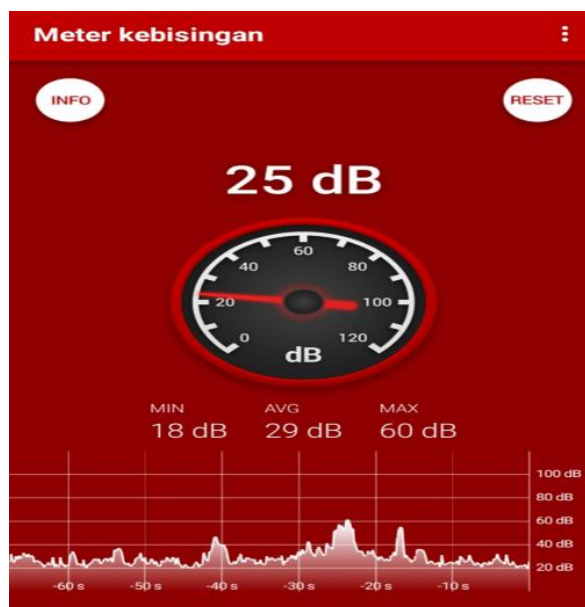 Meter kebisingan
INFO
RESET
25 dB
60
40
80
20
100
0
120
dB
MIN AVG MAX
18 dB 29 dB 60 dB
100 dB
80 dB
60 dB
40 dB
20 dB
-60 s -50 s -40 s -30 s -20 s -10 s